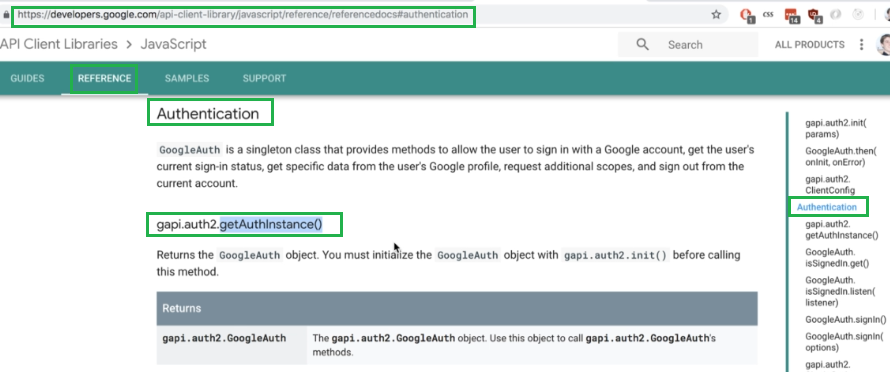 https://developers.google.com/api-client-library/javascript/reference/referencedocs#authentication
1
CSS
14
4
API Client Libraries > JavaScript
Search
ALL PRODUCTS
GUIDES
REFERENCE
SAMPLES
SUPPORT
Authentication
GoogleAuth is a singleton class that provides methods to allow the user to sign in with a Google account, get the user's
current sign-in status, get specific data from the user's Google profile, request additional scopes, and sign out from the
current account.
gapi.auth2.getAuthInstance()
Returns the GoogleAuth object. You must initialize the GoogleAuth object with gapi.auth2.init() before calling
this method.
Returns
gapi.auth2.GoogleAuth
The gapi.auth2.GoogleAuth object. Use this object to call gapi.auth2.GoogleAuth's
methods.
gapi.auth2.init(
params)
GoogleAuth.then(
onInit, onError)
gapi.auth2.
ClientConfig
Authentication
gapi.auth2.
getAuthInstance()
GoogleAuth.
isSignedIn.get()
GoogleAuth.
isSignedIn.listen(
listener)
GoogleAuth.signIn()
GoogleAuth.signIn(
options)
gapi.auth2.